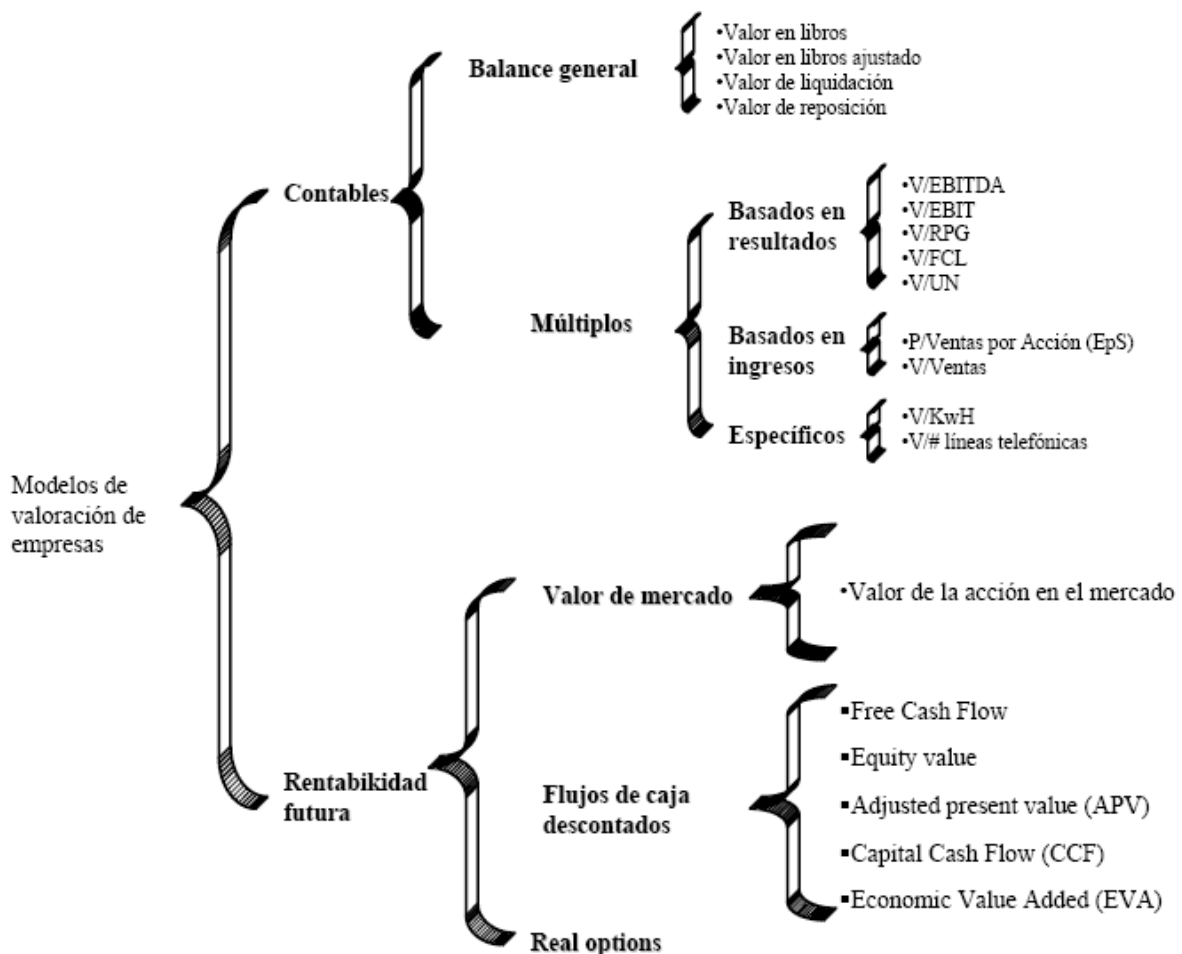 Modelos de
valoración de
empresas
Contables
Balance general
•Valor en libros
•Valor en libros ajustado
•Valor de liquidación
•Valor de reposición
Múltiplos
Basados en
resultados
•V/EBITDA
•V/EBIT
•V/RPG
•V/FCL
•V/UN
Basados en
ingresos
•P/Ventas por Acción (EpS)
•V/Ventas
Específicos
•V/KwH
•V/# líneas telefónicas
Rentabikidad
futura
Valor de mercado
•Valor de la acción en el mercado
Flujos de caja
descontados
▪Free Cash Flow
▪Equity value
▪Adjusted present value (APV)
▪Capital Cash Flow (CCF)
▪Economic Value Added (EVA)
Real options